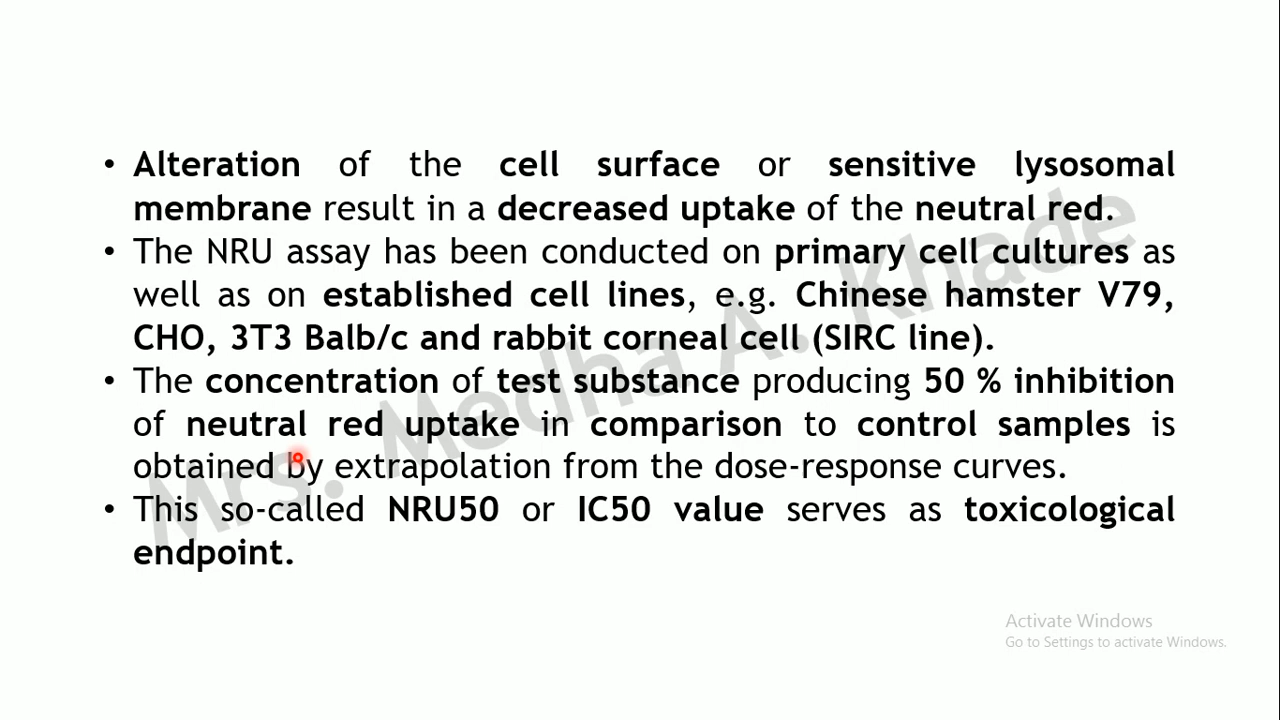 • Alteration of the cell surface or sensitive lysosomal
membrane result in a decreased uptake of the neutral red.
• The NRU assay has been conducted on primary cell cultures as
well as on established cell lines, e.g. Chinese hamster V79,
CHO, 3T3 Balb/c and rabbit corneal cell (SIRC line).
• The concentration of test substance producing 50 % inhibition
of neutral red uptake in comparison to control samples is
obtained by extrapolation from the dose-response curves.
• This so-called NRU50 or IC50 value serves as toxicological
endpoint.
Mrs. Medha A. Khade
Activate Windows
Go to Settings to activate Windows.